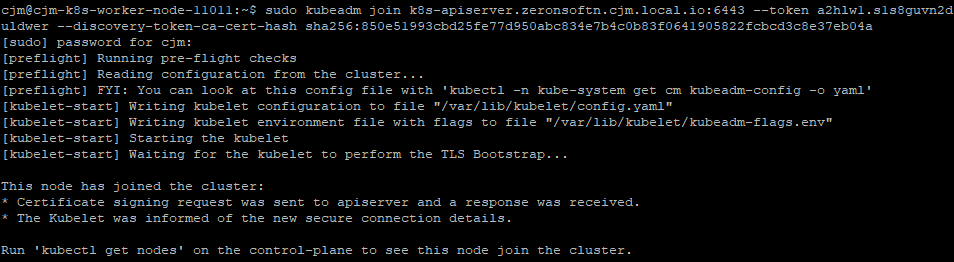 cjm@cjm-k8s-worker-node-11011:~$ sudo kubeadm join k8s-apiserver.zeronsoftn.cjm.local.io:6443 --token a2hlwl.s1s8guvn2d
uldwer --discovery-token-ca-cert-hash sha256:850e51993cbd25fe77d950abc834e7b4c0b83f0641905822fcbcd3c8e37eb04a
[sudo] password for cjm:
[preflight] Running pre-flight checks
[preflight] Reading configuration from the cluster...
[preflight] FYI: You can look at this config file with 'kubectl -n kube-system get cm kubeadm-config -o yaml'
[kubelet-start] Writing kubelet configuration to file "/var/lib/kubelet/config.yaml"
[kubelet-start] Writing kubelet environment file with flags to file "/var/lib/kubelet/kubeadm-flags.env"
[kubelet-start] Starting the kubelet
[kubelet-start] Waiting for the kubelet to perform the TLS Bootstrap...
This node has joined the cluster:
* Certificate signing request was sent to apiserver and a response was received.
* The Kubelet was informed of the new secure connection details.
Run 'kubectl get nodes' on the control-plane to see this node join the cluster.